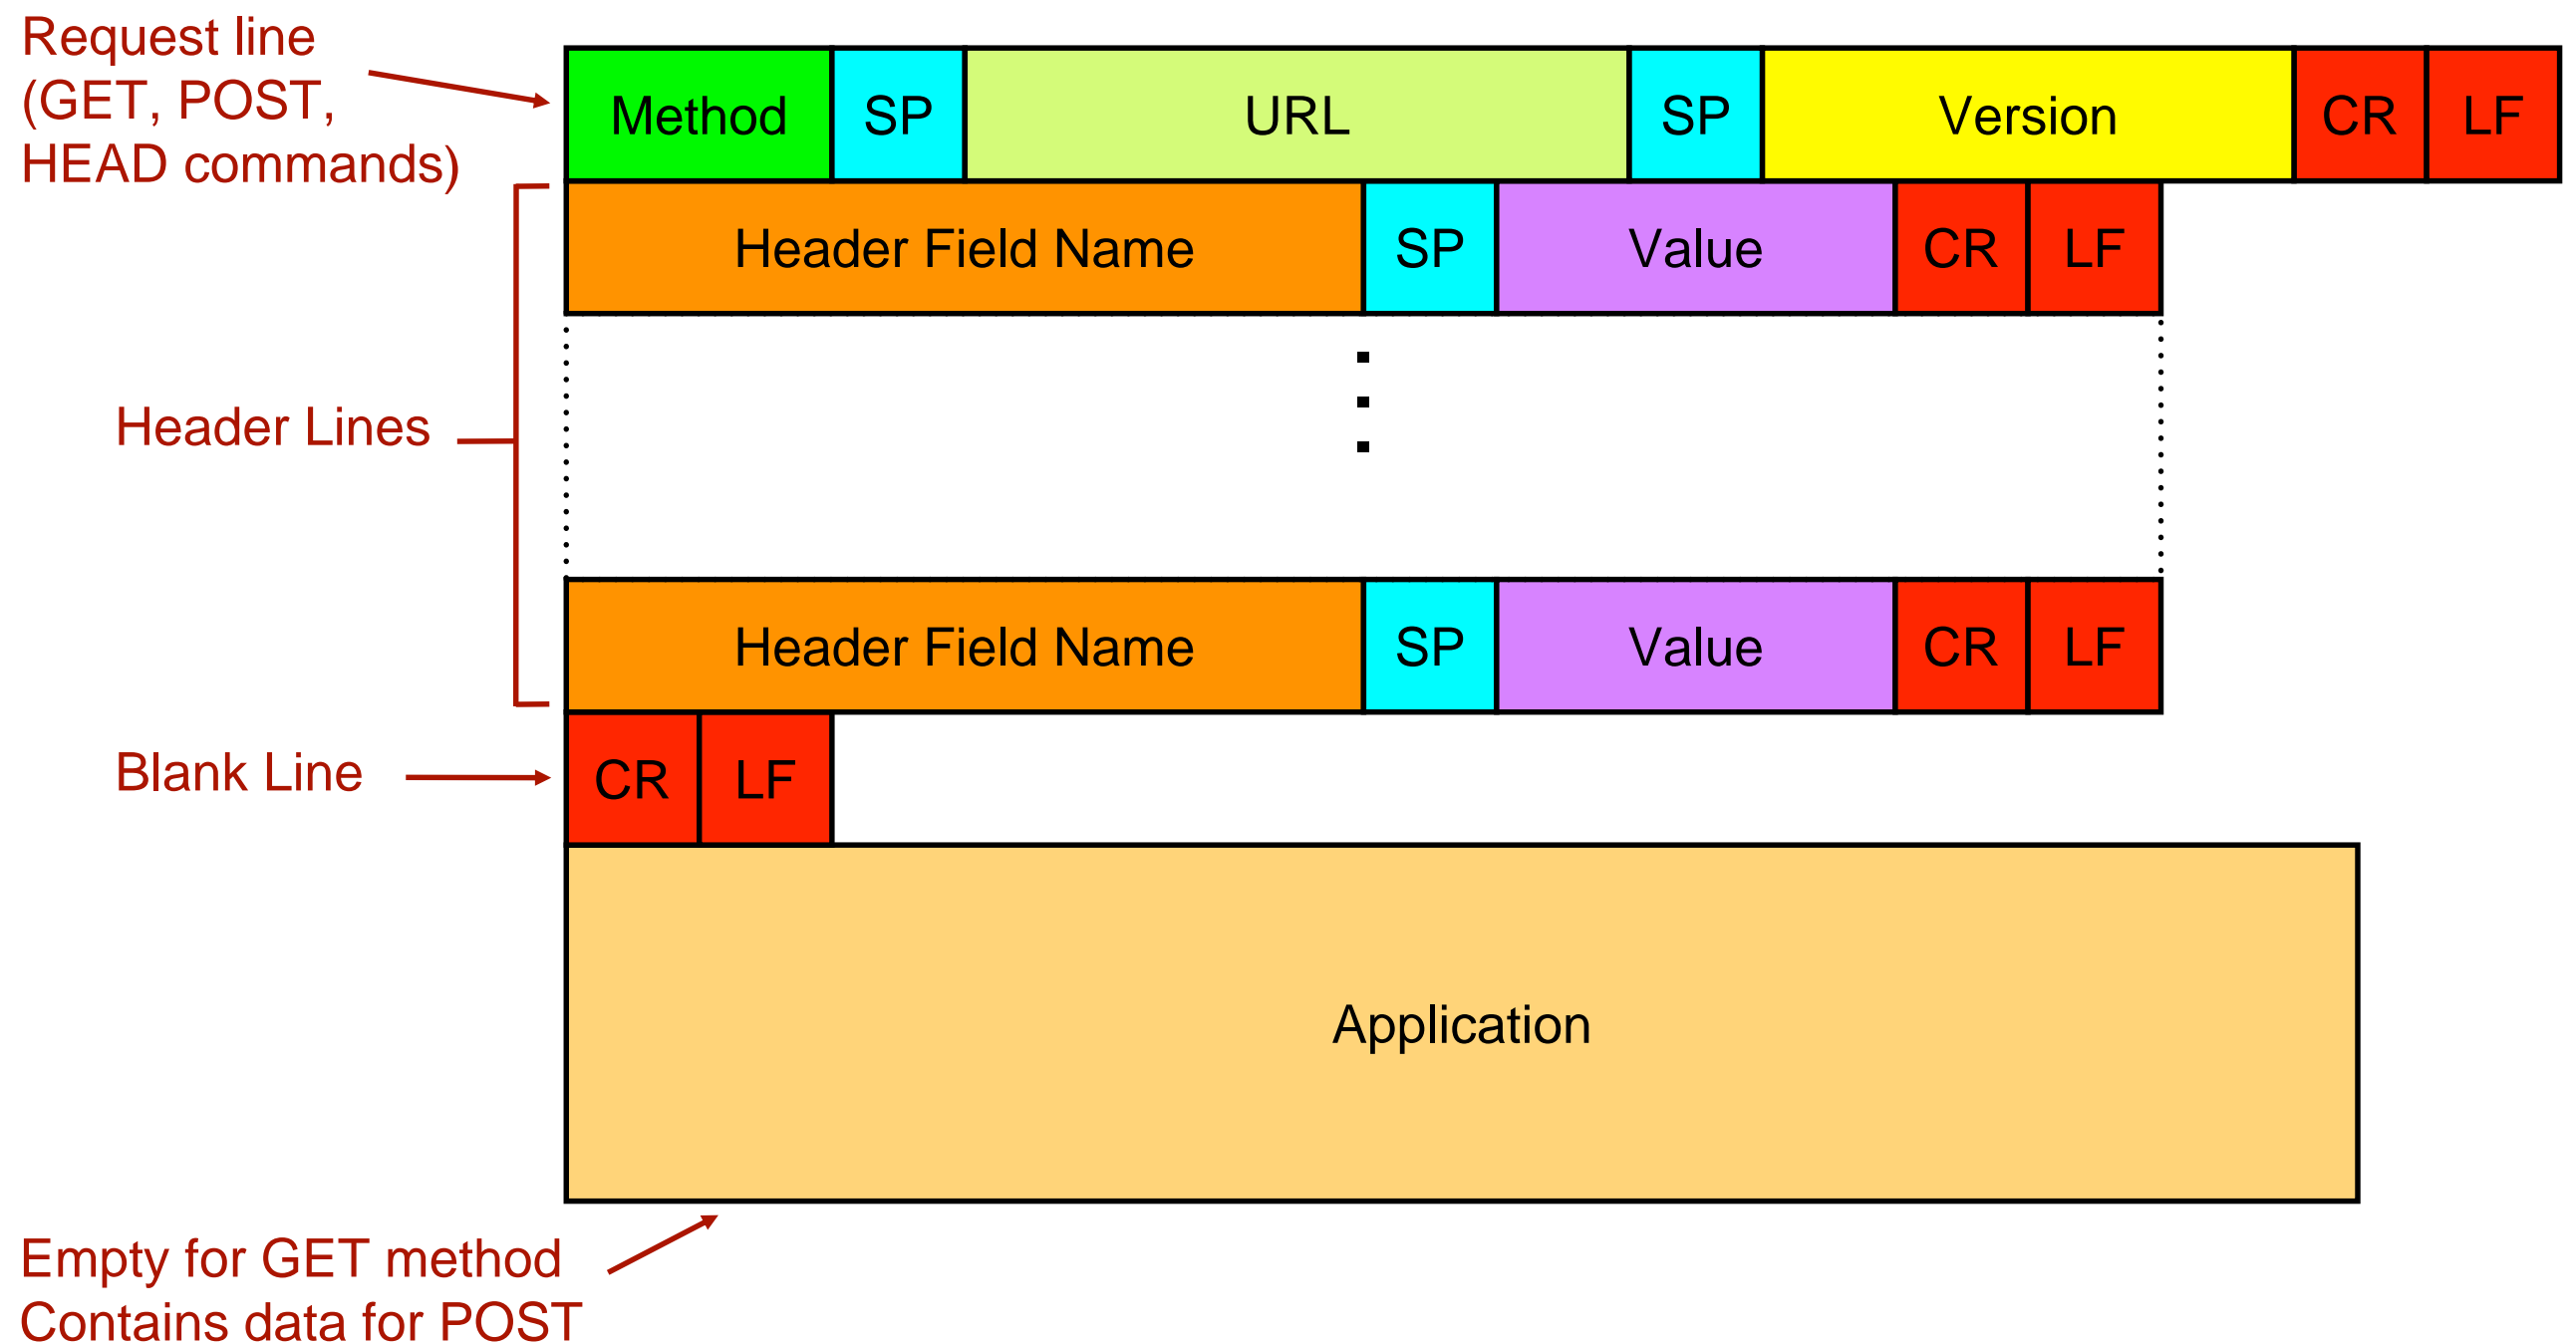 Request line
(GET, POST,
HEAD commands)
Method SP URL SP Version CR LF
Header Field Name SP Value CR LF
Header Lines
Header Field Name SP Value CR LF
Blank Line
CR LF
Application
Empty for GET method
Contains data for POST